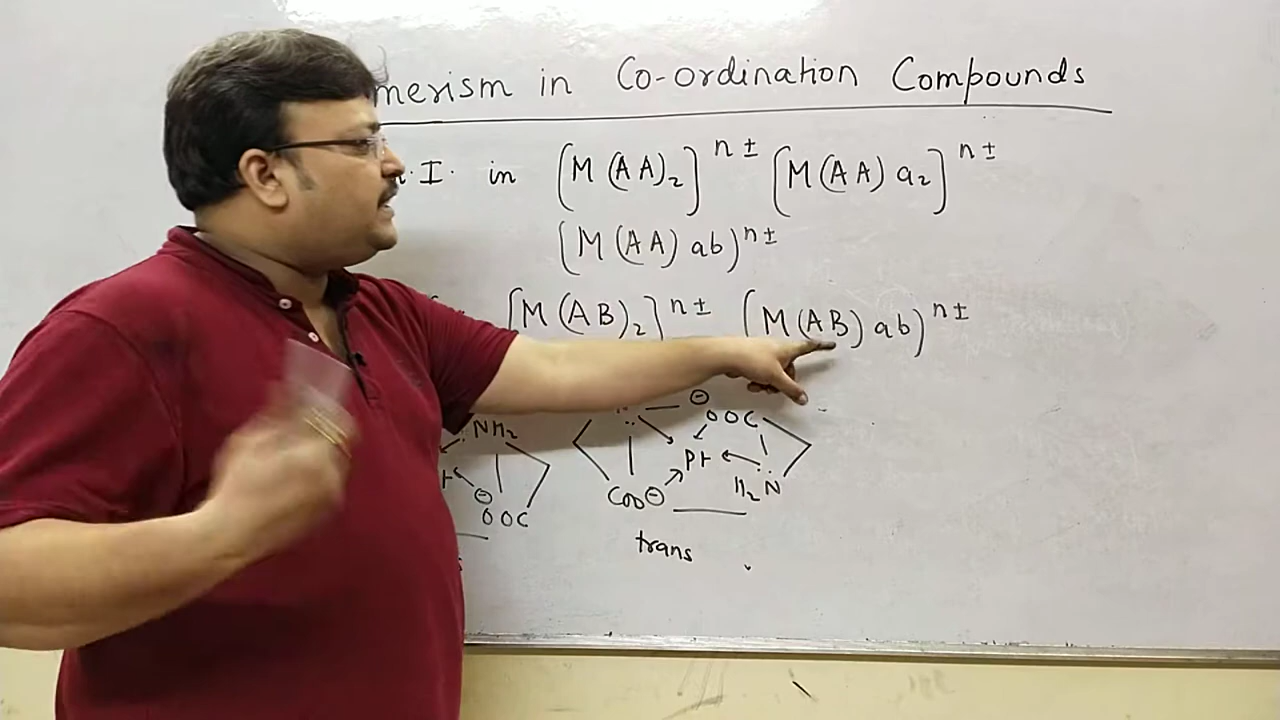 merism in Co-ordination Compounds
. I. in [M(AA)₂]ⁿ± [M(AA)a₂]ⁿ±
(M(AA)ab)ⁿ±
[M(AB)₂]ⁿ± [M(AB)ab)ⁿ±
NH₂ ⊖ OOC
Pt
COO⊖ H₂N
⊖ OOC
trans